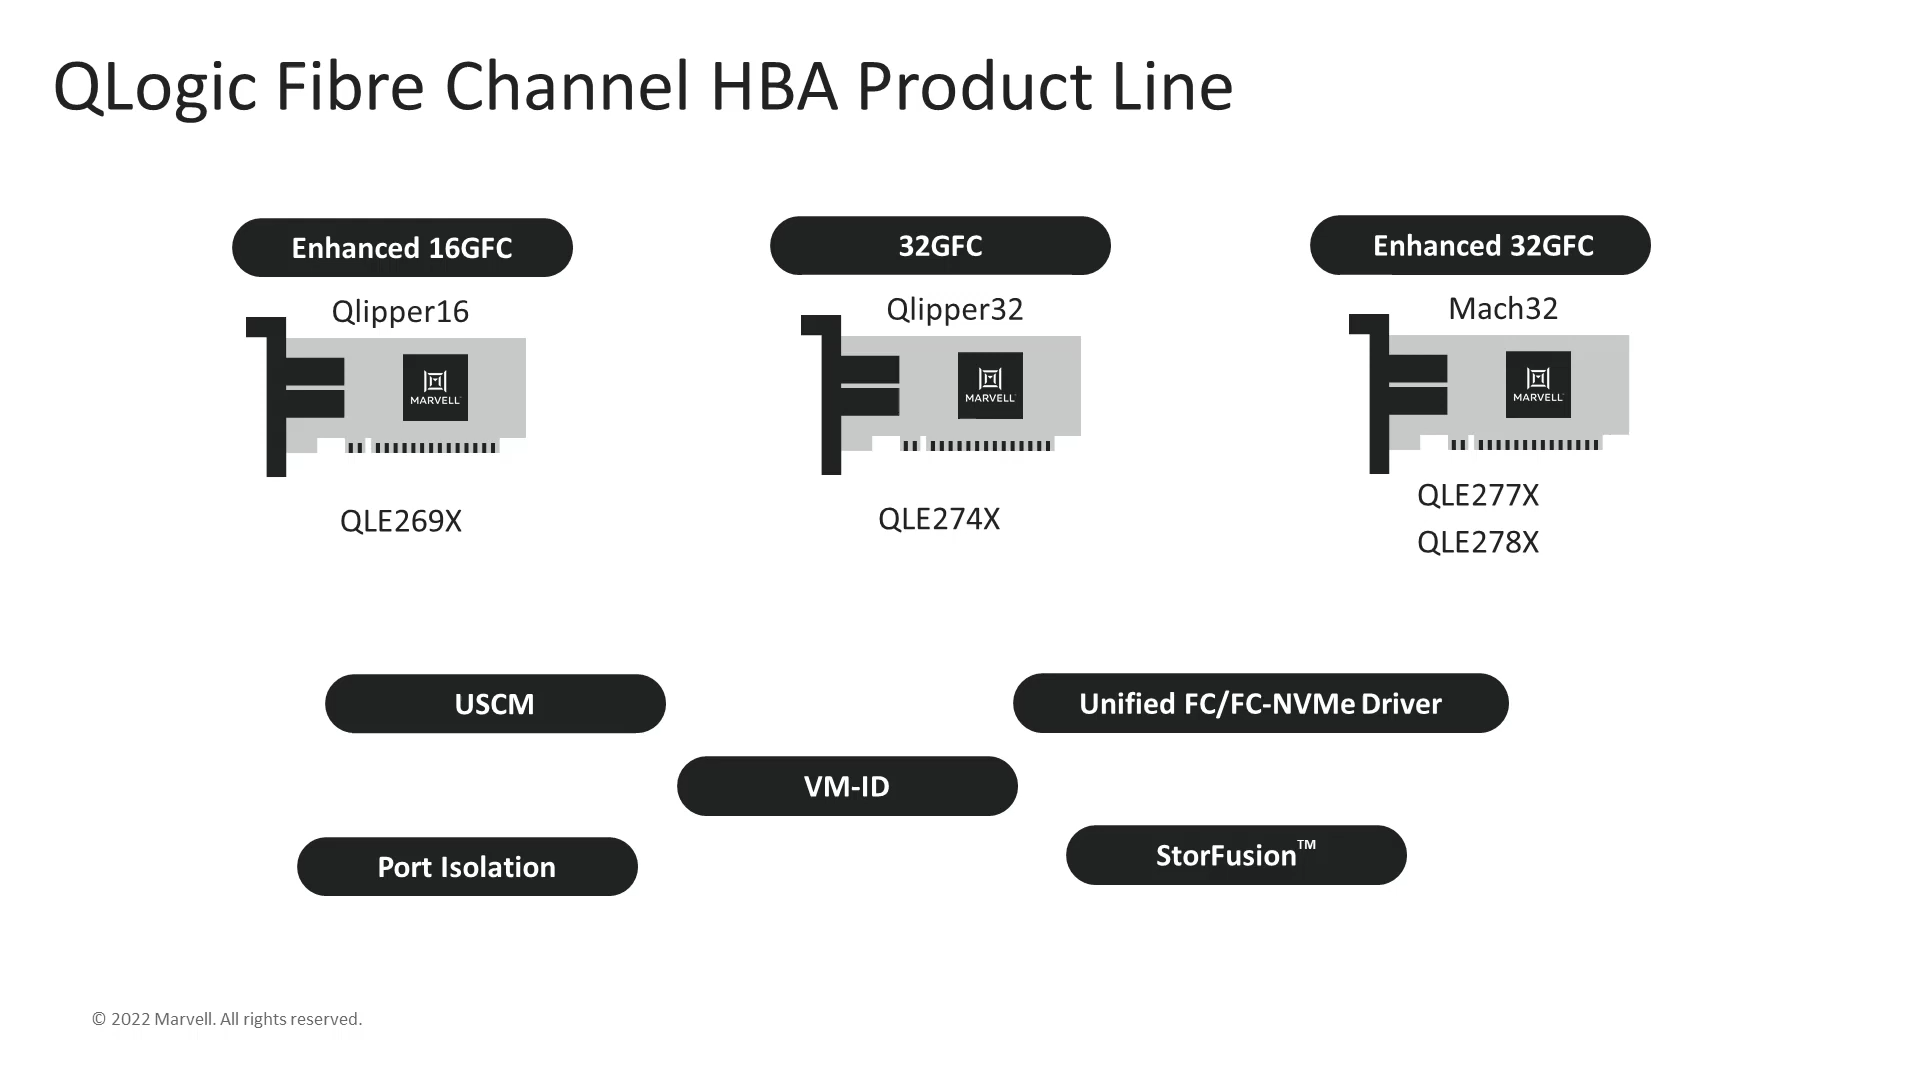 QLogic Fibre Channel HBA Product Line
Enhanced 16GFC
32GFC
Enhanced 32GFC
Qlipper16
Qlipper32
Mach32
MARVELL
MARVELL
MARVELL
QLE269X
QLE274X
QLE277X
QLE278X
USCM
Unified FC/FC-NVMe Driver
VM-ID
Port Isolation
StorFusion™
© 2022 Marvell. All rights reserved.